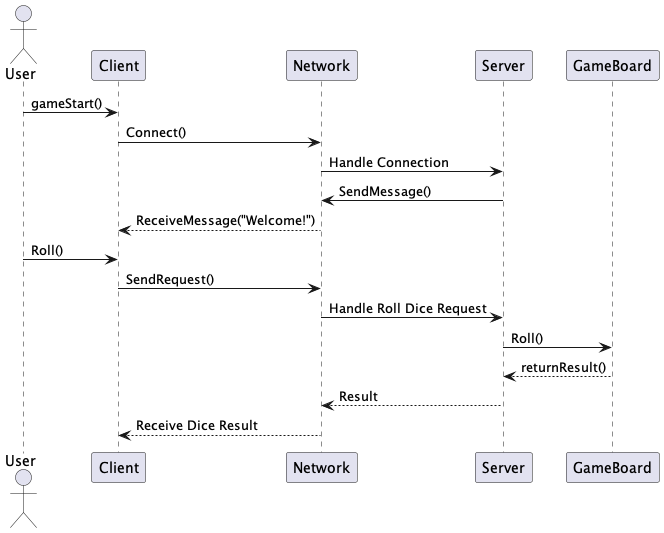 User
Client
Network
Server
GameBoard
gameStart()
Connect()
Handle Connection
SendMessage()
ReceiveMessage("Welcome!")
Roll()
SendRequest()
Handle Roll Dice Request
Roll()
returnResult()
Result
Receive Dice Result
User
Client
Network
Server
GameBoard